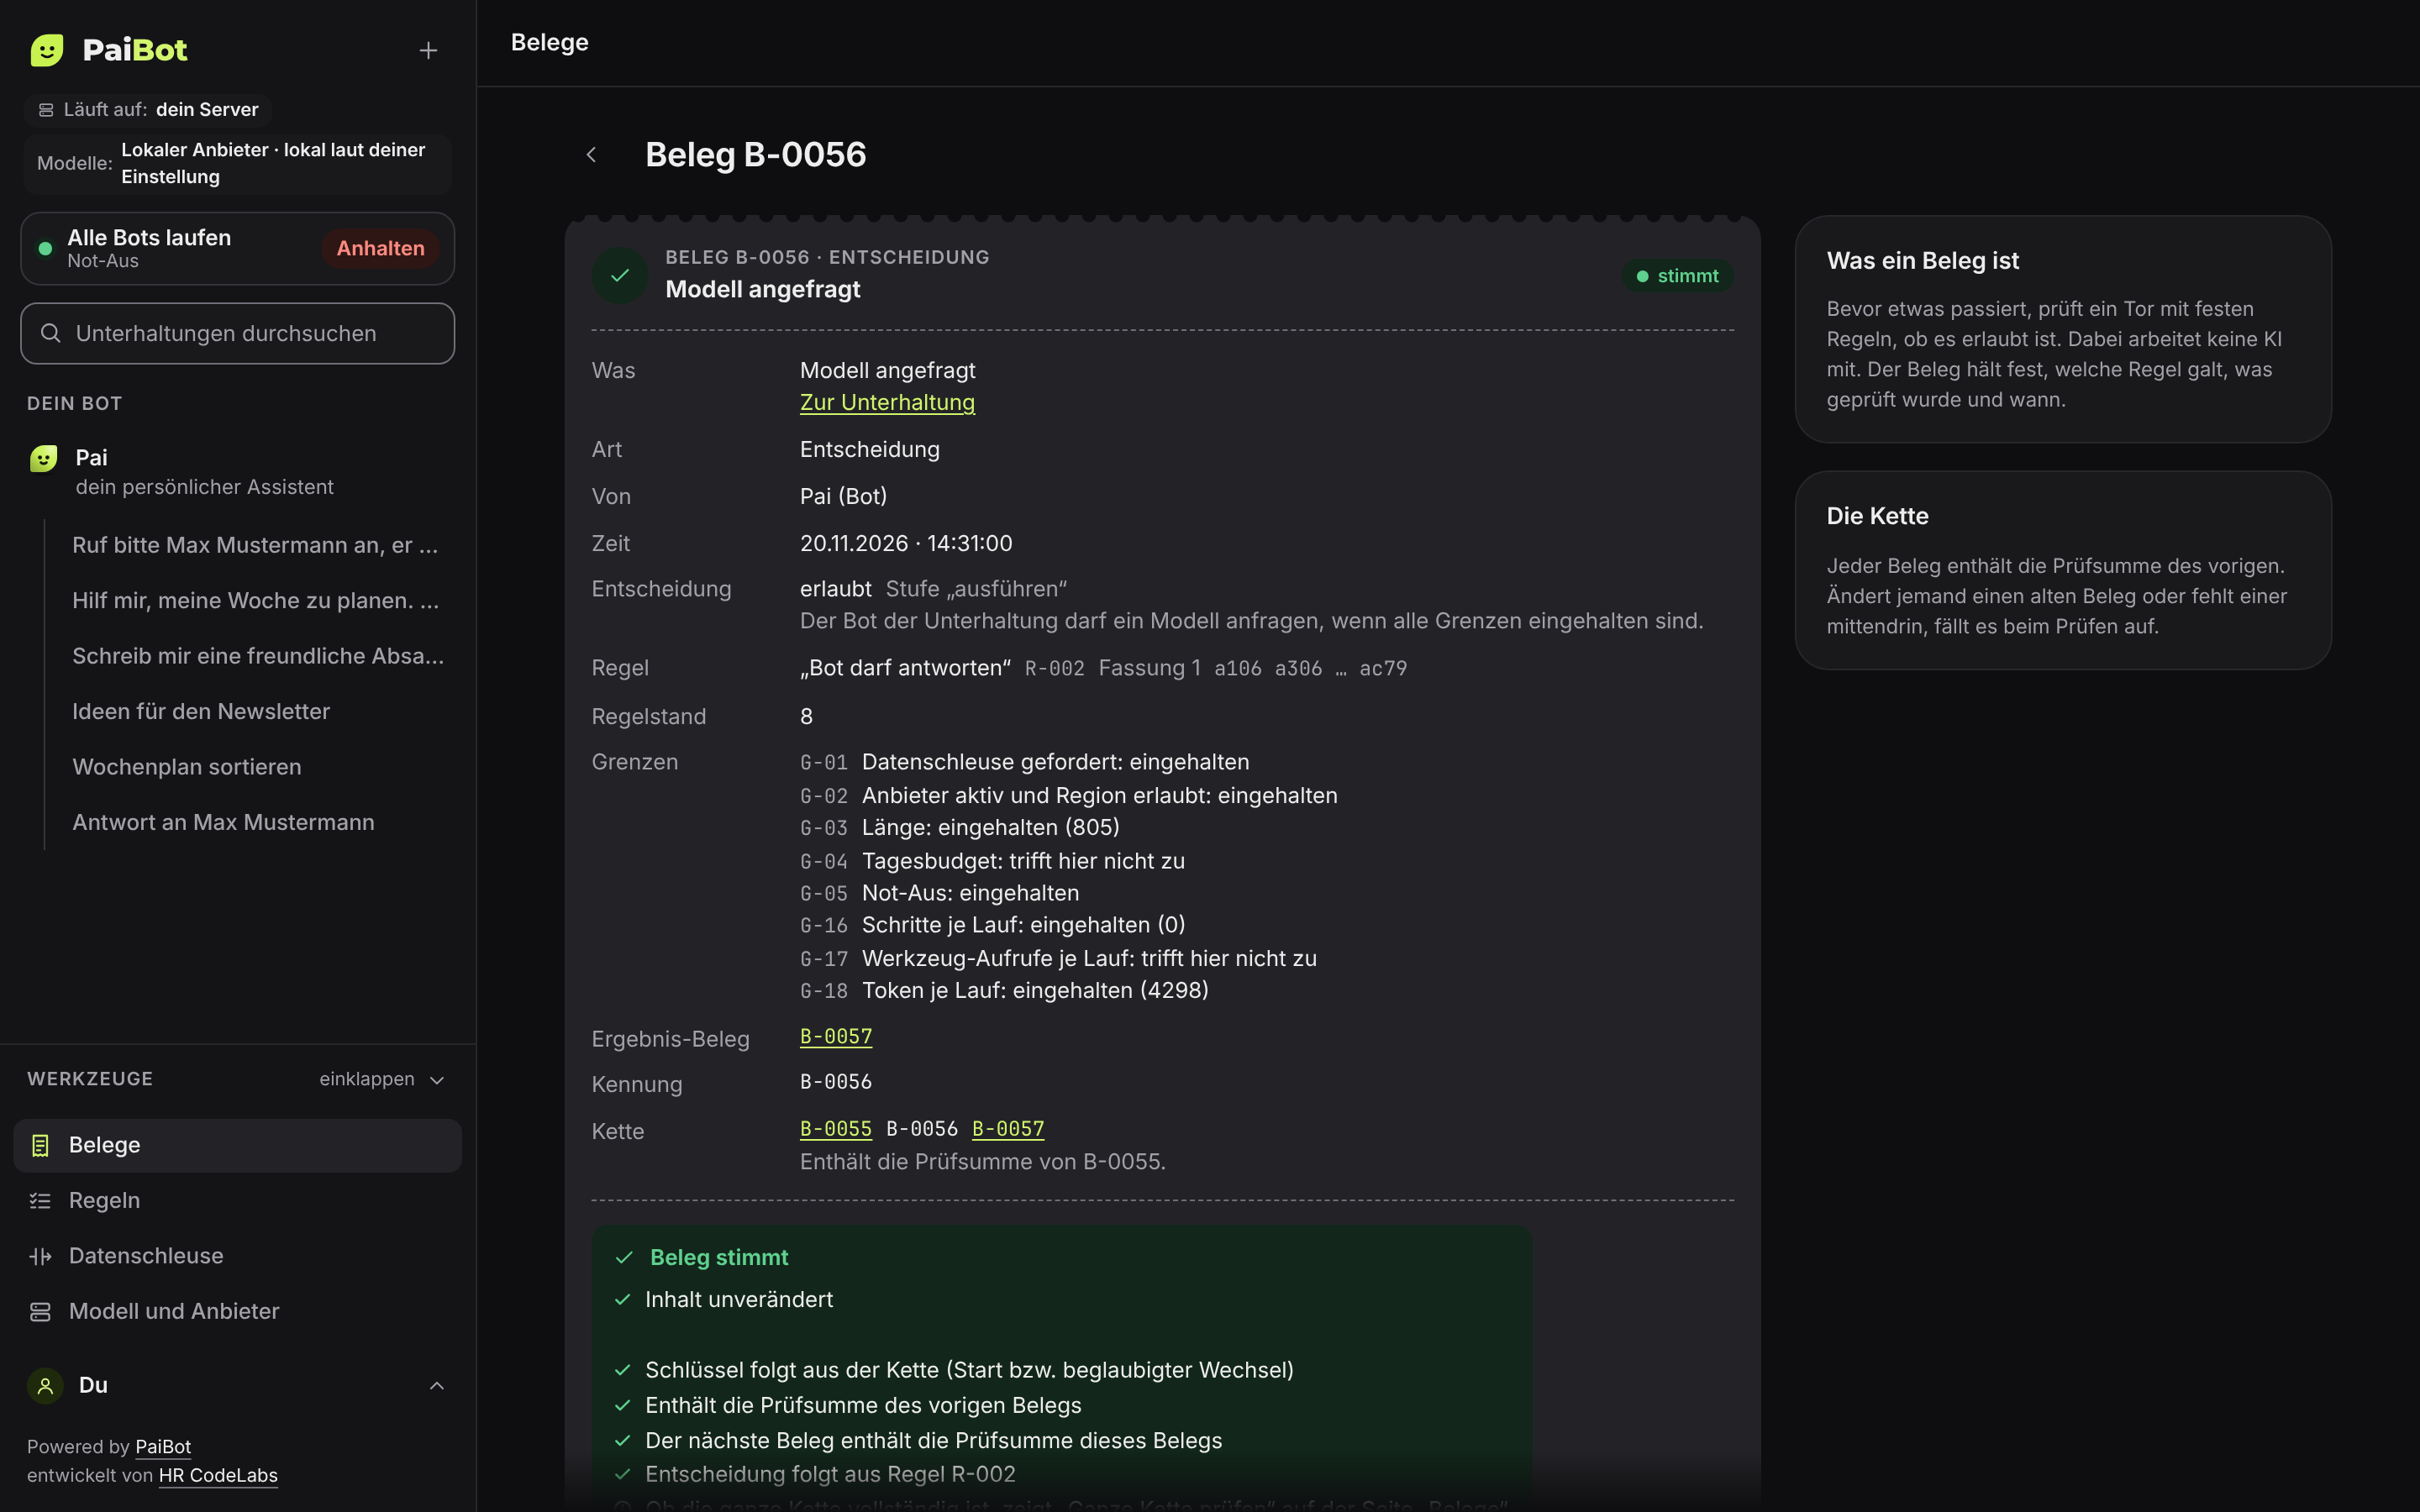 PaiBot
Läuft auf: dein Server
Modelle: Lokaler Anbieter · lokal laut deiner
Einstellung
Alle Bots laufen
Not-Aus
Anhalten
Unterhaltungen durchsuchen
DEIN BOT
Pai
dein persönlicher Assistent
Ruf bitte Max Mustermann an, er ...
Hilf mir, meine Woche zu planen. ...
Schreib mir eine freundliche Absa...
Ideen für den Newsletter
Wochenplan sortieren
Antwort an Max Mustermann
WERKZEUGE einklappen
Belege
Regeln
Datenschleuse
Modell und Anbieter
Du
Powered by PaiBot
entwickelt von HR CodeLabs
Belege
Beleg B-0056
BELEG B-0056 · ENTSCHEIDUNG
Modell angefragt
stimmt
Was Modell angefragt
Zur Unterhaltung
Art Entscheidung
Von Pai (Bot)
Zeit 20.11.2026 · 14:31:00
Entscheidung erlaubt Stufe „ausführen“
Der Bot der Unterhaltung darf ein Modell anfragen, wenn alle Grenzen eingehalten sind.
Regel „Bot darf antworten“ R-002 Fassung 1 a106 a306 … ac79
Regelstand 8
Grenzen G-01 Datenschleuse gefordert: eingehalten
G-02 Anbieter aktiv und Region erlaubt: eingehalten
G-03 Länge: eingehalten (805)
G-04 Tagesbudget: trifft hier nicht zu
G-05 Not-Aus: eingehalten
G-16 Schritte je Lauf: eingehalten (0)
G-17 Werkzeug-Aufrufe je Lauf: trifft hier nicht zu
G-18 Token je Lauf: eingehalten (4298)
Ergebnis-Beleg B-0057
Kennung B-0056
Kette B-0055 B-0056 B-0057
Enthält die Prüfsumme von B-0055.
Beleg stimmt
Inhalt unverändert
Schlüssel folgt aus der Kette (Start bzw. beglaubigter Wechsel)
Enthält die Prüfsumme des vorigen Belegs
Der nächste Beleg enthält die Prüfsumme dieses Belegs
Entscheidung folgt aus Regel R-002
Ob die ganze Kette vollständig ist, zeigt „Ganze Kette prüfen“ auf der Seite „Belege“
Was ein Beleg ist
Bevor etwas passiert, prüft ein Tor mit festen
Regeln, ob es erlaubt ist. Dabei arbeitet keine KI
mit. Der Beleg hält fest, welche Regel galt, was
geprüft wurde und wann.
Die Kette
Jeder Beleg enthält die Prüfsumme des vorigen.
Ändert jemand einen alten Beleg oder fehlt einer
mittendrin, fällt es beim Prüfen auf.